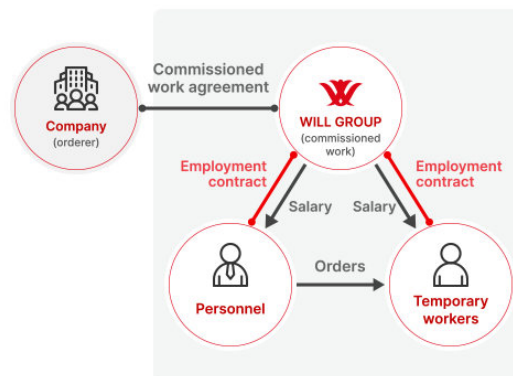 Commissioned
work agreement
Company
(orderer)
WILL GROUP
(commissioned
work)
Employment
contract
Employment
contract
Salary
Salary
Personnel
Orders
Temporary
workers